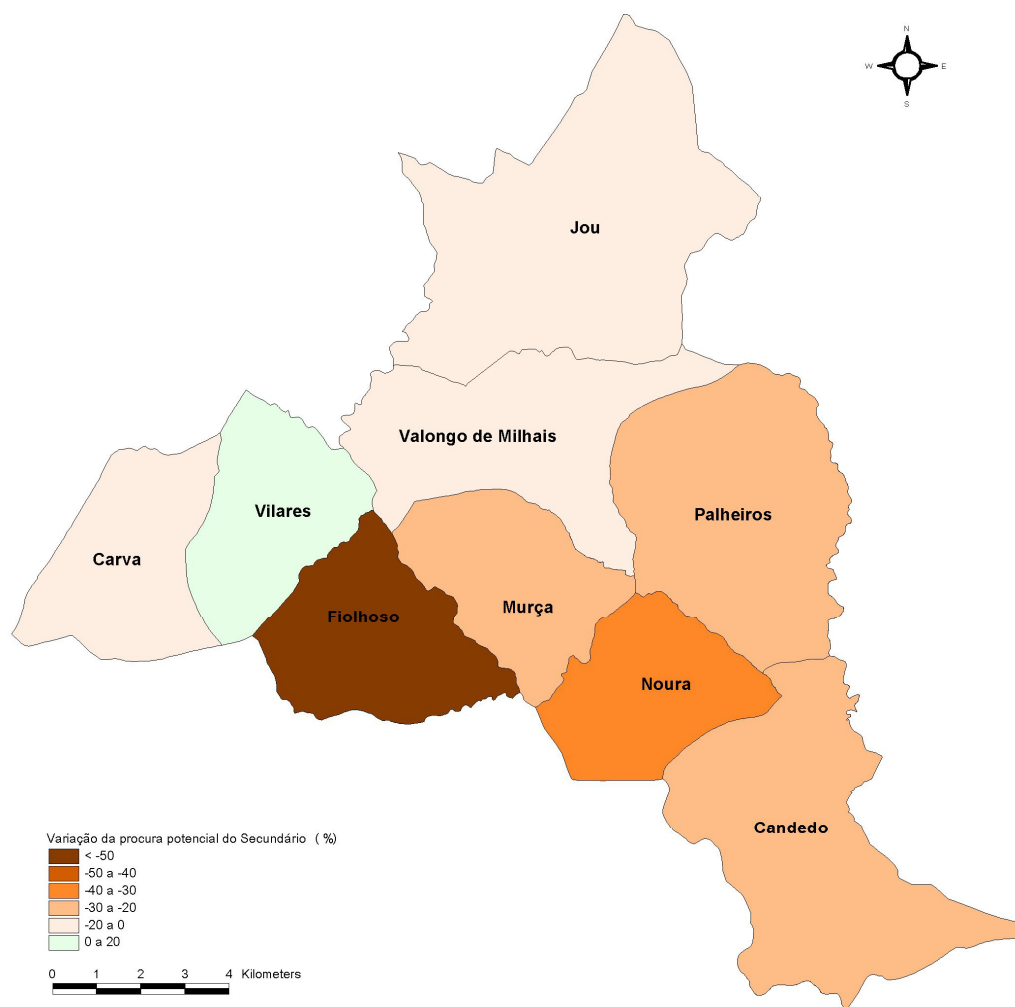 N
W E
S
Jou
Valongo de Milhais
Vilares
Palheiros
Carva
Fiolhoso
Murça
Noura
Candedo
Variação da procura potencial do Secundário ( %)
< -50
-50 a -40
-40 a -30
-30 a -20
-20 a 0
0 a 20
0 1 2 3 4 Kilometers